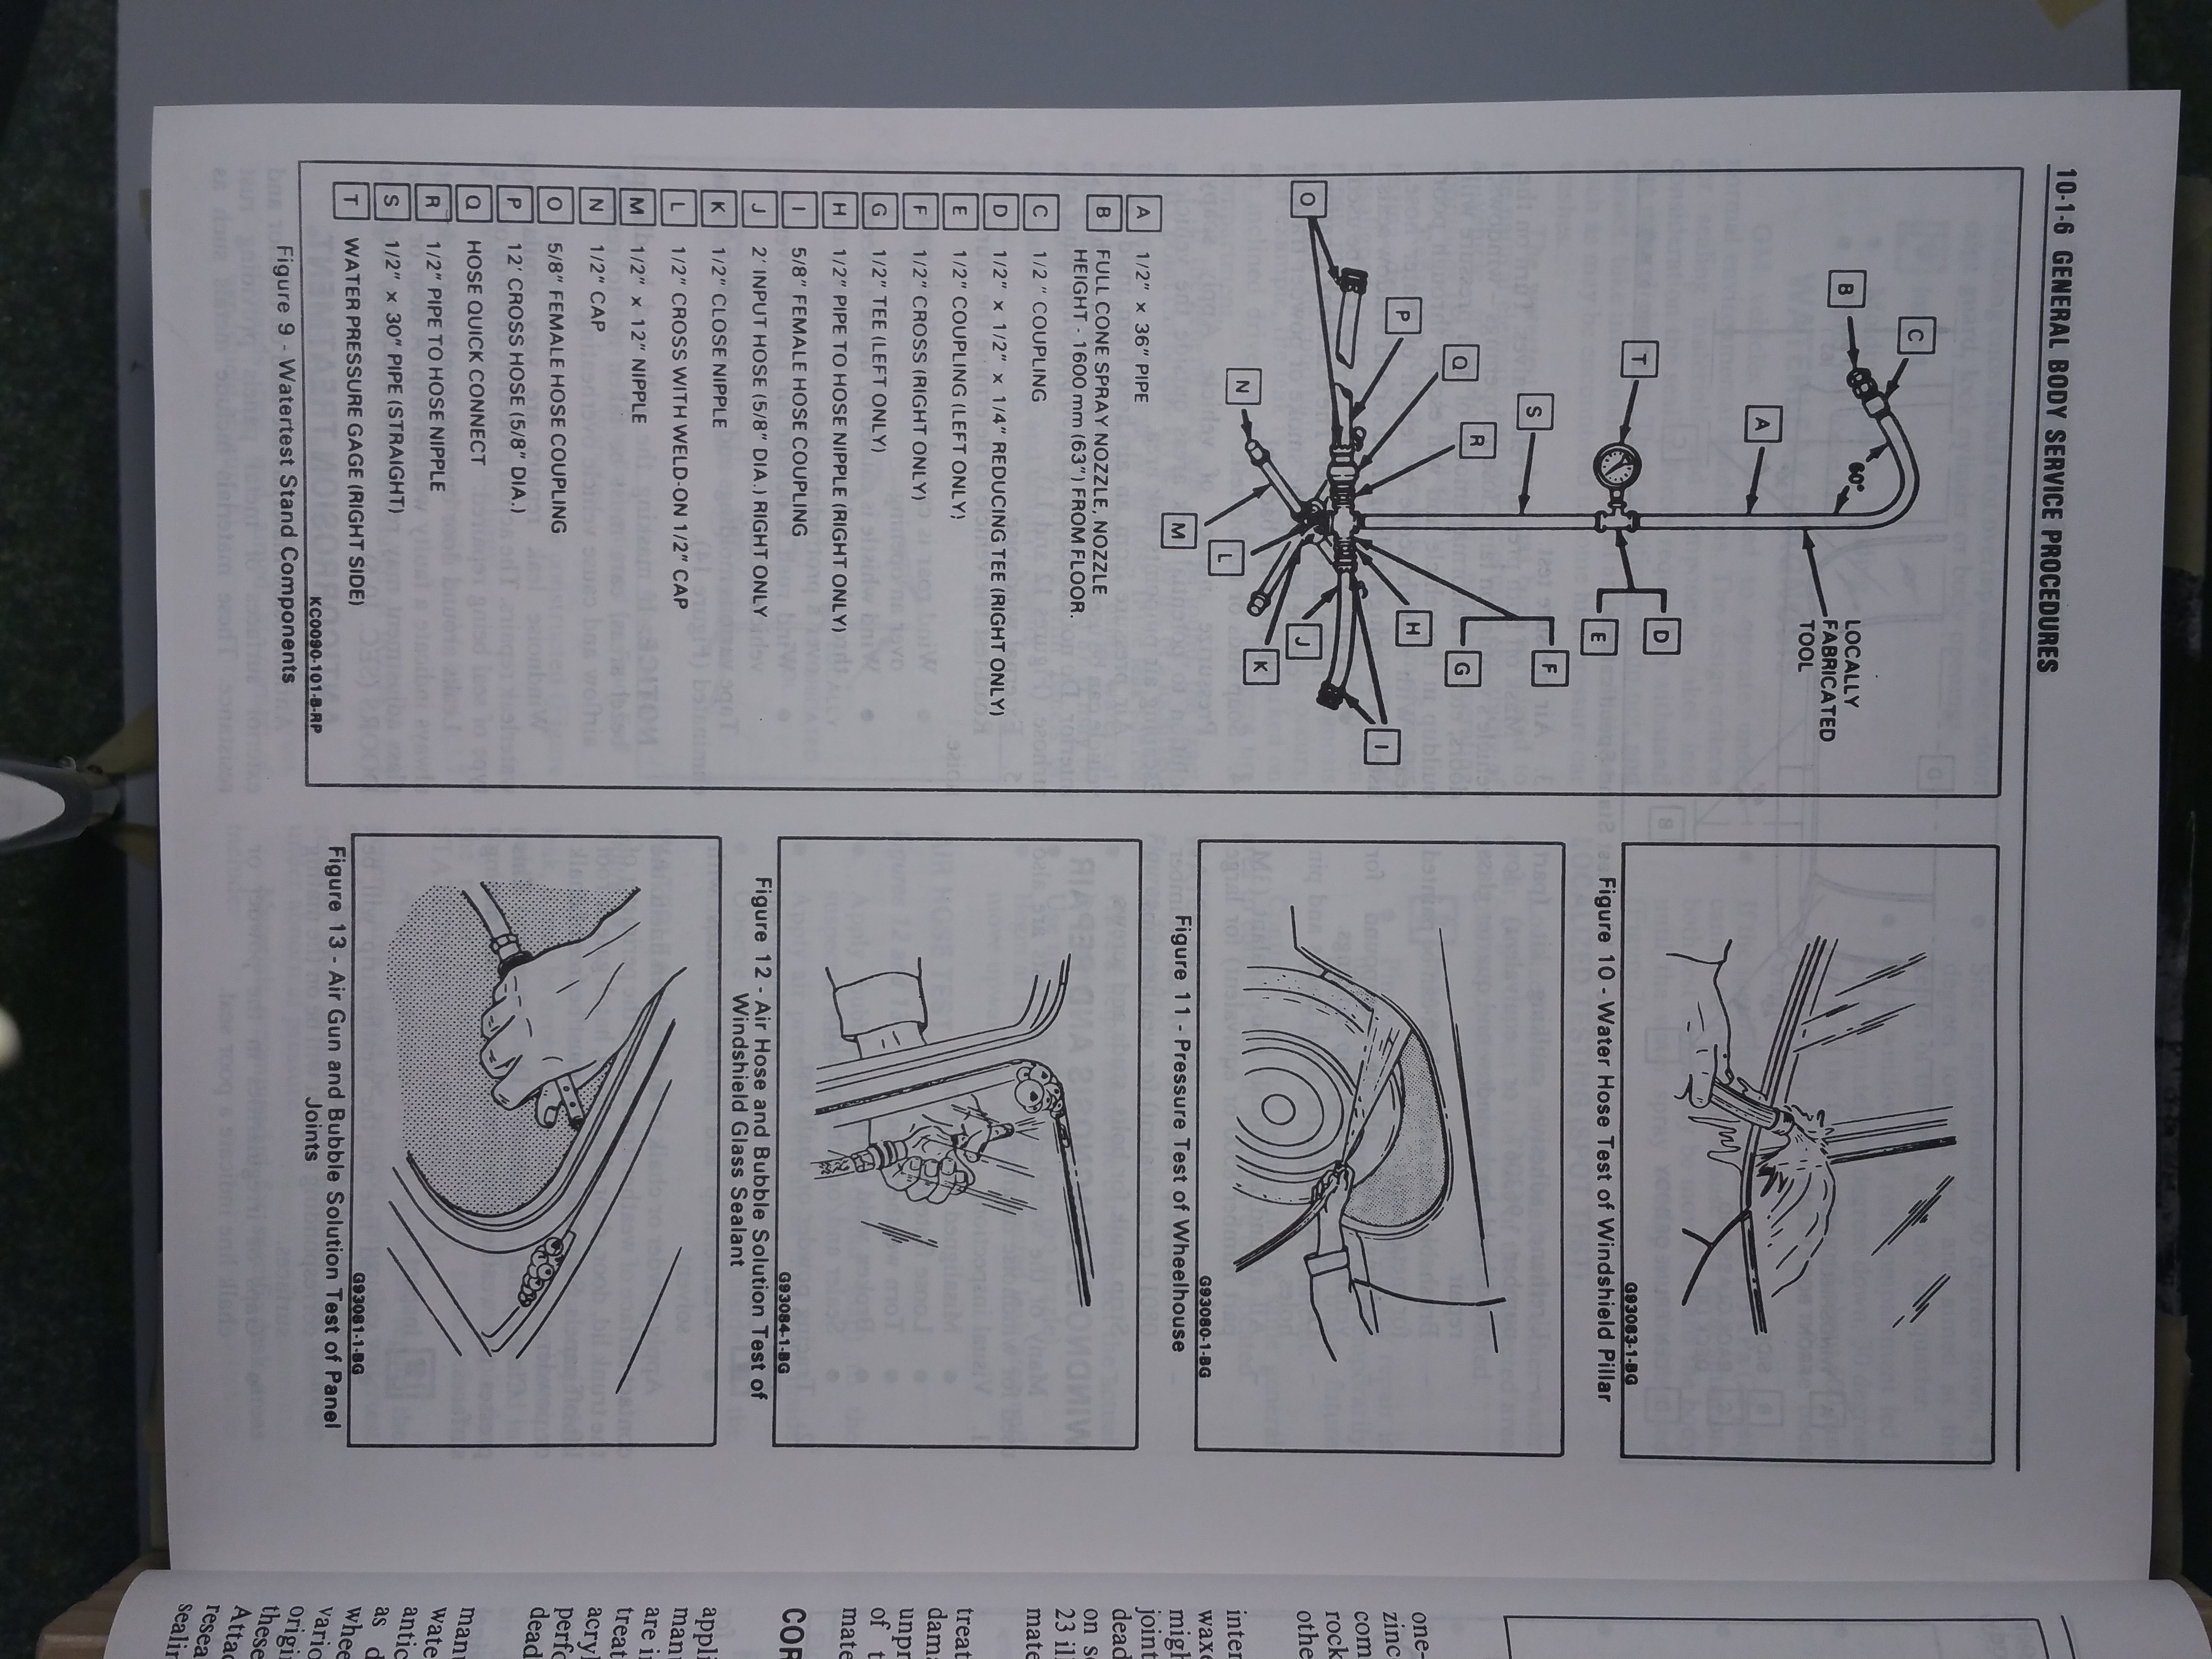 10-1-6 GENERAL BODY SERVICE PROCEDURES
C
B
60°
A
LOCALLY
FABRICATED
TOOL
T
D
E
S
R
Q
P
F
G
H
O
I
N
J
K
L
M
A 1/2" x 36" PIPE
B FULL CONE SPRAY NOZZLE, NOZZLE
HEIGHT - 1600 mm (63") FROM FLOOR.
C 1/2 " COUPLING
D 1/2" x 1/2" x 1/4" REDUCING TEE (RIGHT ONLY)
E 1/2" COUPLING (LEFT ONLY)
F 1/2" CROSS (RIGHT ONLY)
G 1/2" TEE (LEFT ONLY)
H 1/2" PIPE TO HOSE NIPPLE (RIGHT ONLY)
I 5/8" FEMALE HOSE COUPLING
J 2' INPUT HOSE (5/8" DIA.) RIGHT ONLY
K 1/2" CLOSE NIPPLE
L 1/2" CROSS WITH WELD-ON 1/2" CAP
M 1/2" x 12" NIPPLE
N 1/2" CAP
O 5/8" FEMALE HOSE COUPLING
P 12' CROSS HOSE (5/8" DIA.)
Q HOSE QUICK CONNECT
R 1/2" PIPE TO HOSE NIPPLE
S 1/2" x 30" PIPE (STRAIGHT)
T WATER PRESSURE GAGE (RIGHT SIDE)
KC0090-101-B-RP
Figure 9 - Watertest Stand Components
G93083-1-BG
Figure 10 - Water Hose Test of Windshield Pillar
G93080-1-BG
Figure 11 - Pressure Test of Wheelhouse
G93084-1-BG
Figure 12 - Air Hose and Bubble Solution Test of
Windshield Glass Sealant
G93081-1-BG
Figure 13 - Air Gun and Bubble Solution Test of Panel
Joints
one-
zinc
com
rock
othe
inter
waxe
migh
joint
dead
on se
23 ill
mate
treat
dama
unpr
of t
mate
COR
appli
man
are i
treat
acry
perfo
dead
manu
wate
antic
as d
whee
vario
origi
these
Attac
resea
sealin